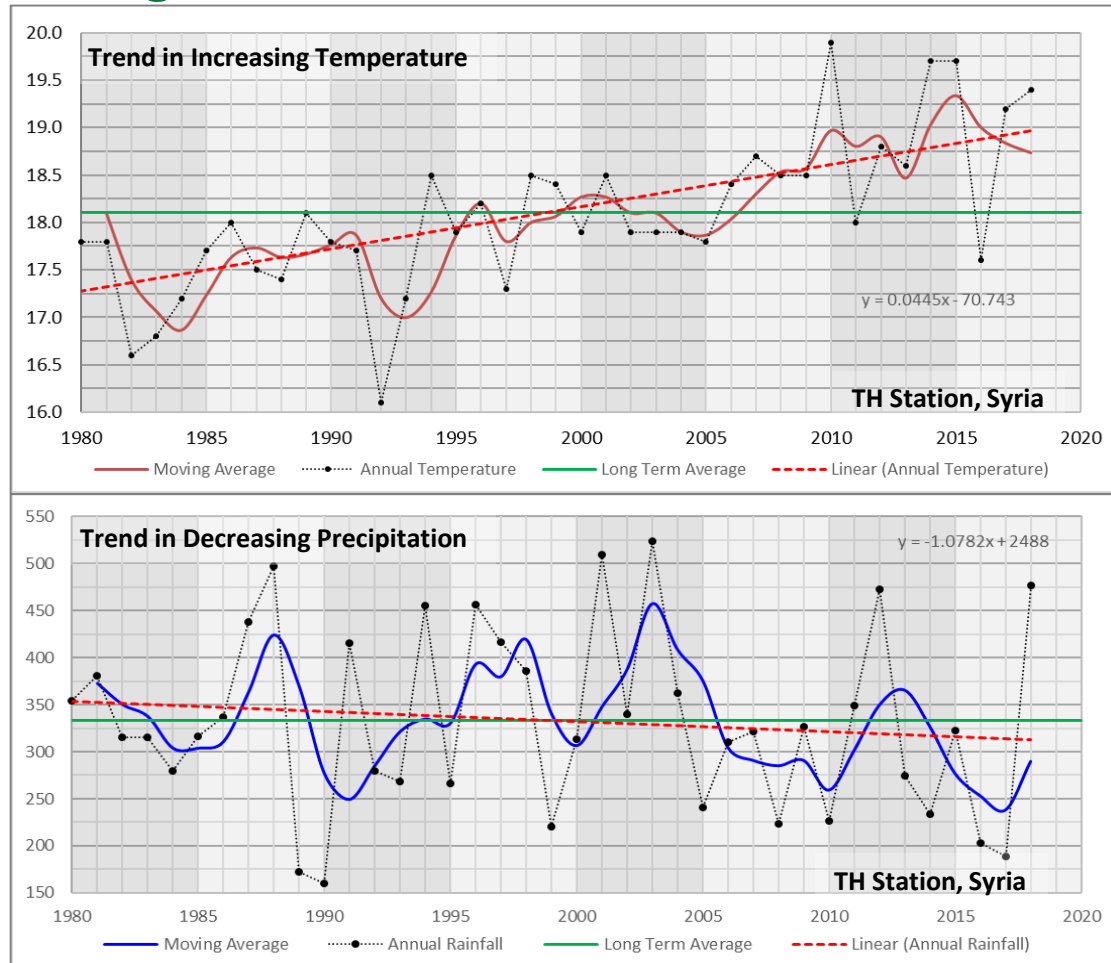 20.0
Trend in Increasing Temperature
19.5
19.0
18.5
18.0
17.5
17.0
y = 0.0445x - 70.743
16.5
TH Station, Syria
16.0
1980 1985 1990 1995 2000 2005 2010 2015 2020
Moving Average Annual Temperature Long Term Average Linear (Annual Temperature)
550
Trend in Decreasing Precipitation
y = -1.0782x + 2488
500
450
400
350
300
250
200
TH Station, Syria
150
1980 1985 1990 1995 2000 2005 2010 2015 2020
Moving Average Annual Rainfall Long Term Average Linear (Annual Rainfall)